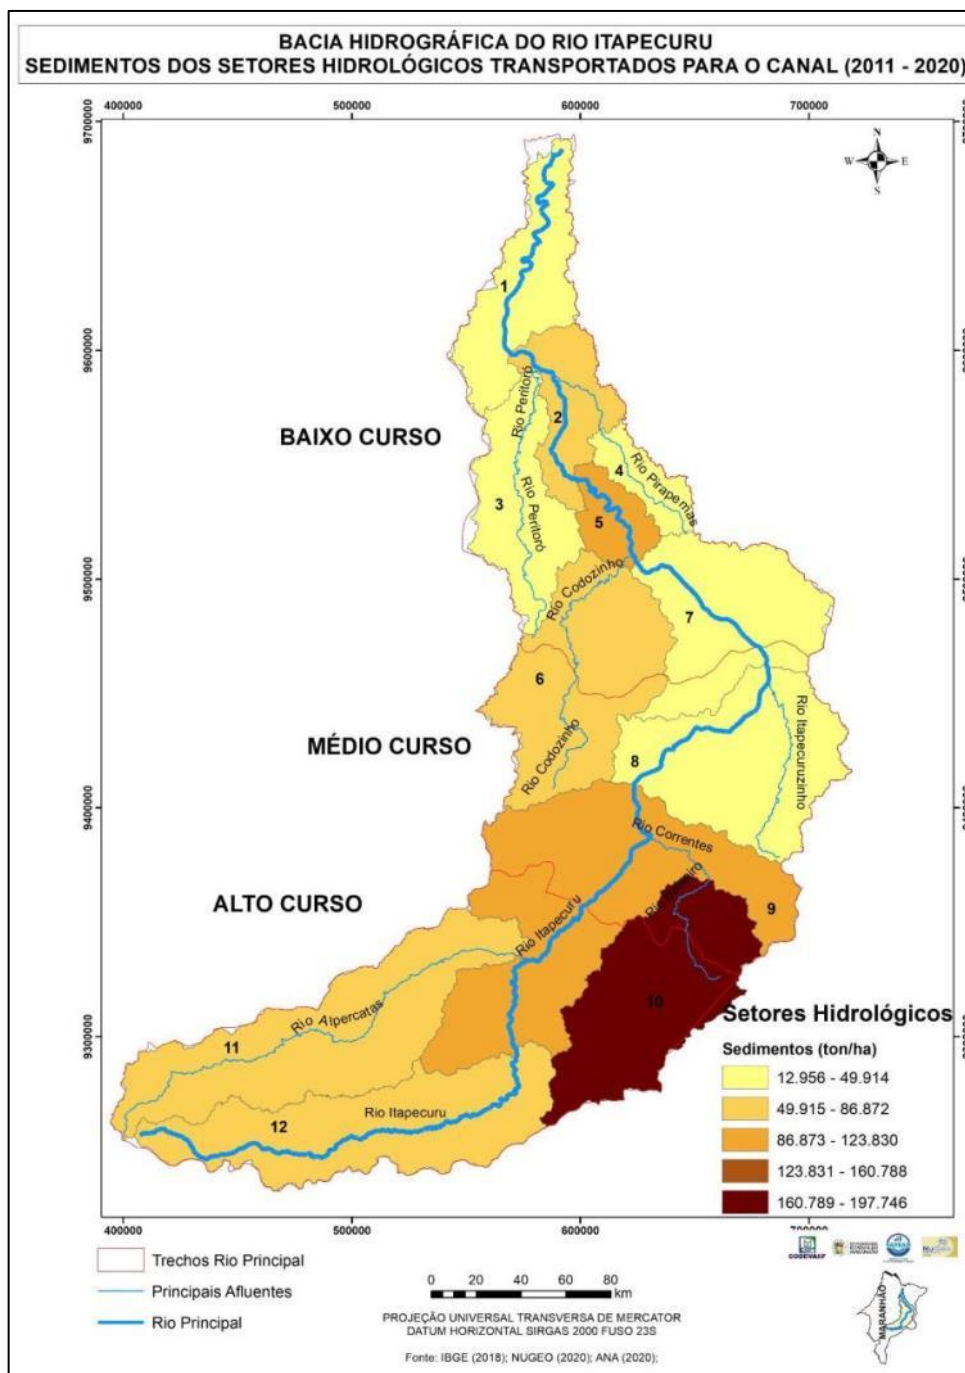 BACIA HIDROGRÁFICA DO RIO ITAPECURU
SEDIMENTOS DOS SETORES HIDROLÓGICOS TRANSPORTADOS PARA O CANAL (2011 - 2020)
400000 500000 600000 700000
9700000
N
W E
S
1
9600000
Rio Peritoró
2
BAIXO CURSO
4
Rio Pirapemas
3
Rio Peritoró
5
Rio Codozinho
9500000
7
6
Rio Itapecuruzinho
MÉDIO CURSO
Rio Codozinho
8
9400000
Rio Correntes
ALTO CURSO
9
Rio Itapecuru
10
Rio Alpercatas
11
9300000
Rio Itapecuru
12
Setores Hidrológicos
Sedimentos (ton/ha)
12.956 - 49.914
49.915 - 86.872
86.873 - 123.830
123.831 - 160.788
160.789 - 197.746
400000 500000 600000 700000
Trechos Rio Principal
Principais Afluentes
Rio Principal
0 20 40 60 80
km
PROJEÇÃO UNIVERSAL TRANSVERSA DE MERCATOR
DATUM HORIZONTAL SIRGAS 2000 FUSO 23S
Fonte: IBGE (2018); NUGEO (2020); ANA (2020);
CODEVASF
MARANHÃO